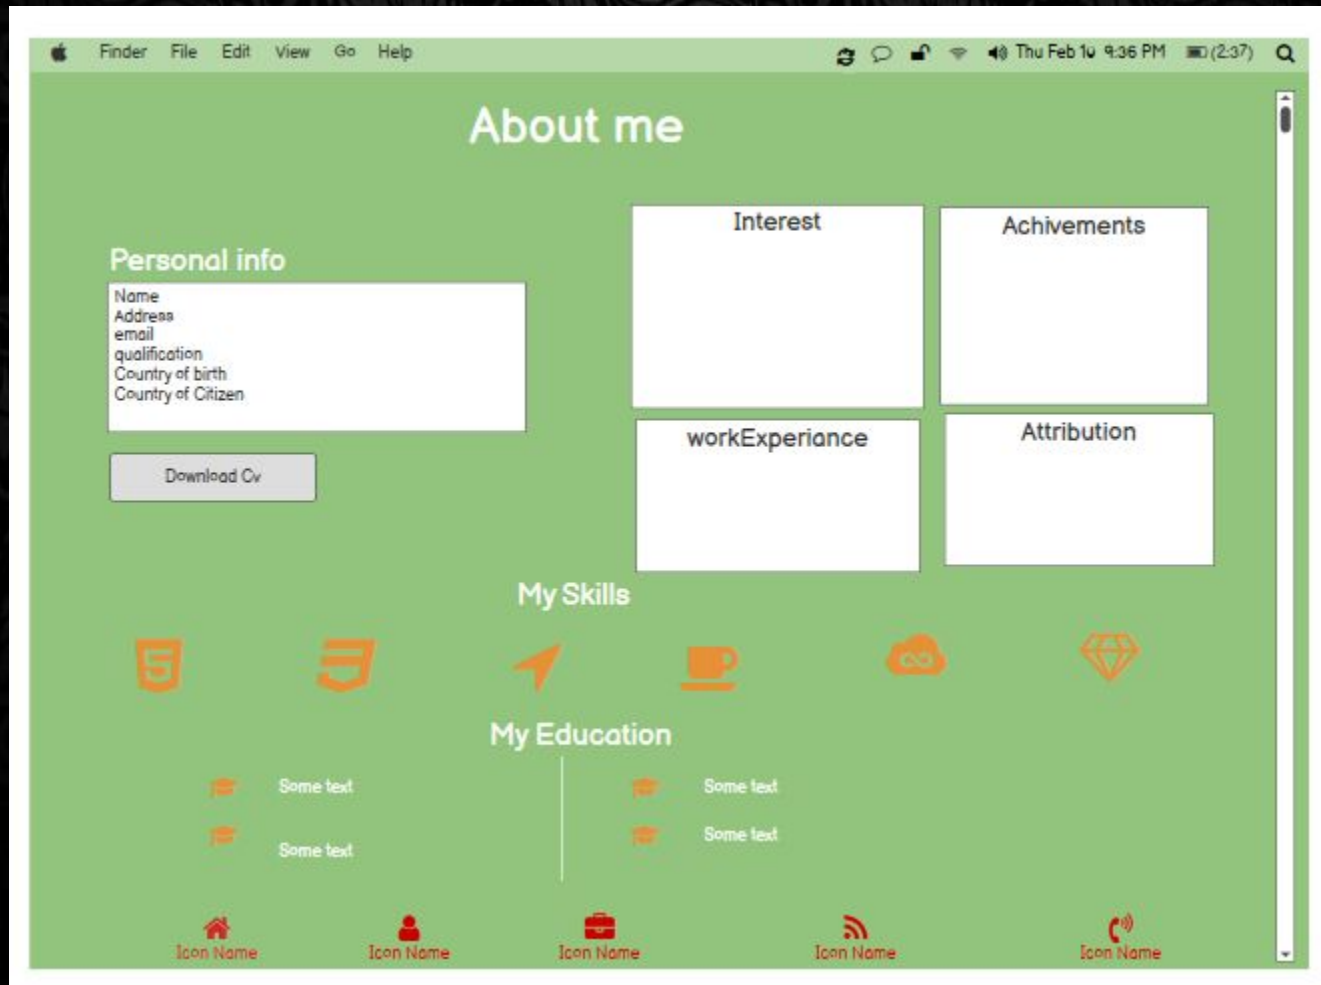 Finder File Edit View Go Help Thu Feb 10 9:36 PM (2:37)
About me
Personal info
Name
Address
email
qualification
Country of birth
Country of Citizen
Download Cv
Interest
Achivements
workExperiance
Attribution
My Skills
My Education
Some text
Some text
Some text
Some text
Icon Name
Icon Name
Icon Name
Icon Name
Icon Name